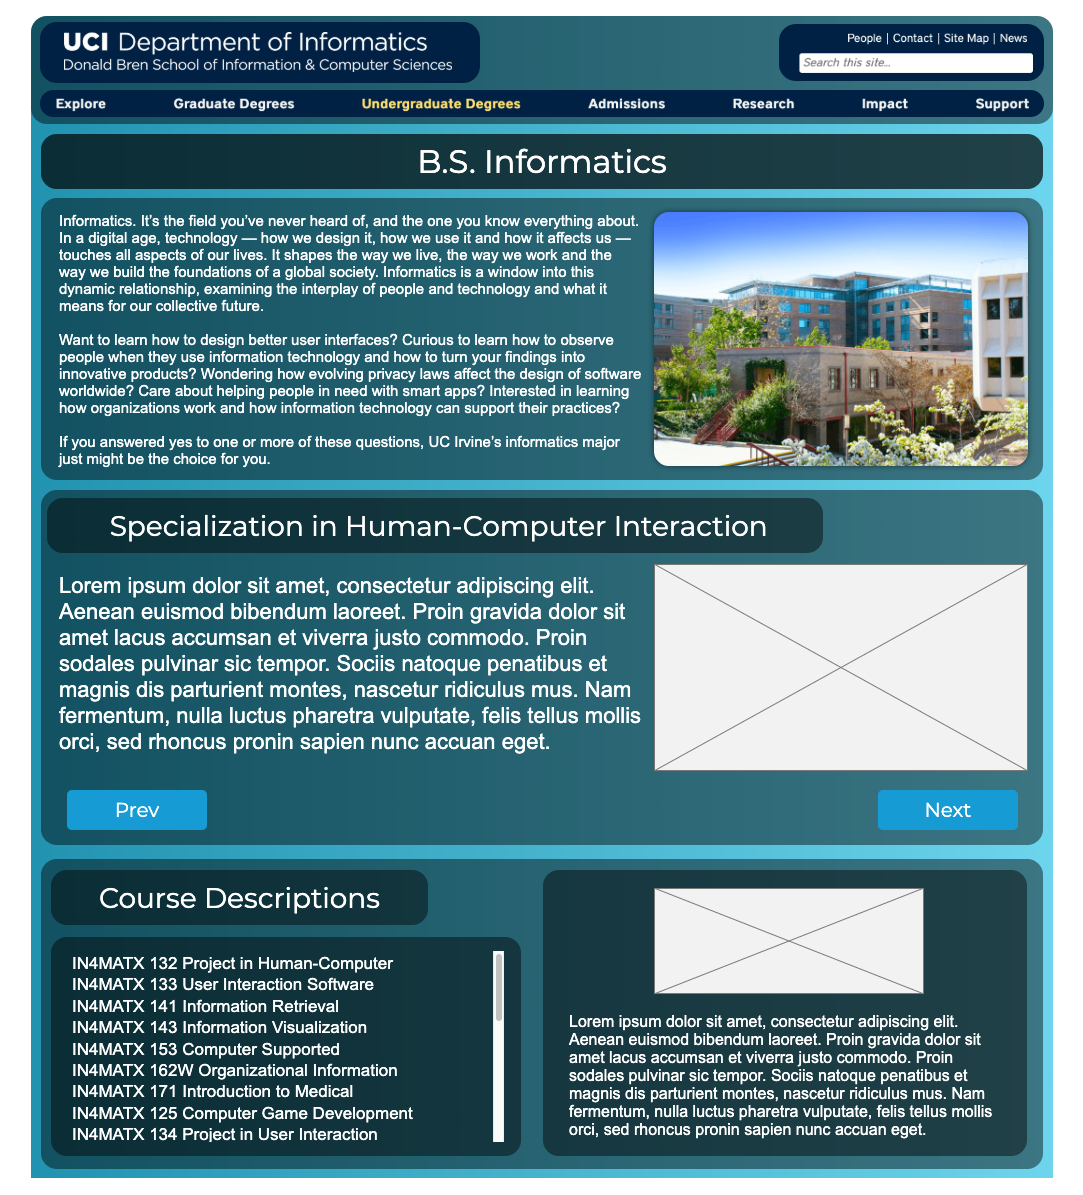 UCI Department of Informatics
Donald Bren School of Information & Computer Sciences
People | Contact | Site Map | News
Search this site...
Explore Graduate Degrees Undergraduate Degrees Admissions Research Impact Support
B.S. Informatics
Informatics. It's the field you've never heard of, and the one you know everything about.
In a digital age, technology — how we design it, how we use it and how it affects us —
touches all aspects of our lives. It shapes the way we live, the way we work and the
way we build the foundations of a global society. Informatics is a window into this
dynamic relationship, examining the interplay of people and technology and what it
means for our collective future.
Want to learn how to design better user interfaces? Curious to learn how to observe
people when they use information technology and how to turn your findings into
innovative products? Wondering how evolving privacy laws affect the design of software
worldwide? Care about helping people in need with smart apps? Interested in learning
how organizations work and how information technology can support their practices?
If you answered yes to one or more of these questions, UC Irvine's informatics major
just might be the choice for you.
Specialization in Human-Computer Interaction
Lorem ipsum dolor sit amet, consectetur adipiscing elit.
Aenean euismod bibendum laoreet. Proin gravida dolor sit
amet lacus accumsan et viverra justo commodo. Proin
sodales pulvinar sic tempor. Sociis natoque penatibus et
magnis dis parturient montes, nascetur ridiculus mus. Nam
fermentum, nulla luctus pharetra vulputate, felis tellus mollis
orci, sed rhoncus pronin sapien nunc accuan eget.
Prev
Next
Course Descriptions
IN4MATX 132 Project in Human-Computer
IN4MATX 133 User Interaction Software
IN4MATX 141 Information Retrieval
IN4MATX 143 Information Visualization
IN4MATX 153 Computer Supported
IN4MATX 162W Organizational Information
IN4MATX 171 Introduction to Medical
IN4MATX 125 Computer Game Development
IN4MATX 134 Project in User Interaction
Lorem ipsum dolor sit amet, consectetur adipiscing elit.
Aenean euismod bibendum laoreet. Proin gravida dolor sit
amet lacus accumsan et viverra justo commodo. Proin
sodales pulvinar sic tempor. Sociis natoque penatibus et
magnis dis parturient montes, nascetur ridiculus mus. Nam
fermentum, nulla luctus pharetra vulputate, felis tellus mollis
orci, sed rhoncus pronin sapien nunc accuan eget.